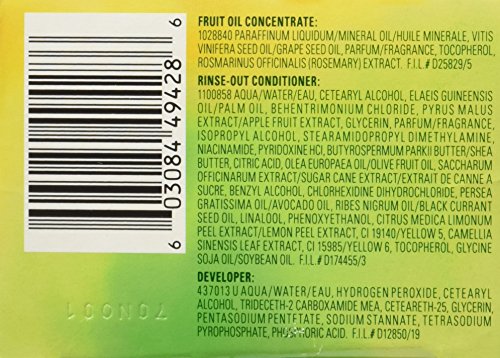 FRUIT OIL CONCENTRATE:
1028840 PARAFFINUM LIQUIDUM/MINERAL OIL/HUILE MINERALE, VITIS
VINIFERA SEED OIL/GRAPE SEED OIL, PARFUM/FRAGRANCE, TOCOPHEROL,
ROSMARINUS OFFICINALIS (ROSEMARY) EXTRACT. F.I.L.# D25829/5
RINSE-OUT CONDITIONER:
1100858 AQUA/WATER/EAU, CETEARYL ALCOHOL, ELAEIS GUINEENSIS
OIL/PALM OIL, BEHENTRIMONIUM CHLORIDE, PYRUS MALUS
EXTRACT/APPLE FRUIT EXTRACT, GLYCERIN, PARFUM/FRAGRANCE,
ISOPROPYL ALCOHOL, STEARAMIDOPROPYL DIMETHYLAMINE,
NIACINAMIDE, PYRIDOXINE HCI, BUTYROSPERMUM PARKII BUTTER/SHEA
BUTTER, CITRIC ACID, OLEA EUROPAEA OIL/OLIVE FRUIT OIL, SACCHARUM
OFFICINARUM EXTRACT/SUGAR CANE EXTRACT/EXTRAIT DE CANNE A
SUCRE, BENZYL ALCOHOL, CHLORHEXIDINE DIHYDROCHLORIDE, PERSEA
GRATISSIMA OIL/AVOCADO OIL, RIBES NIGRUM OIL/BLACK CURRANT
SEED OIL, LINALOOL, PHENOXYETHANOL, CITRUS MEDICA LIMONUM
PEEL EXTRACT/LEMON PEEL EXTRACT, CI 19140/YELLOW 5, CAMELLIA
SINENSIS LEAF EXTRACT, CI 15985/YELLOW 6, TOCOPHEROL, GLYCINE
SOJA OIL/SOYBEAN OIL. F.I.L.# D174455/3
DEVELOPER:
437013 U AQUA/WATER/EAU, HYDROGEN PEROXIDE, CETEARYL
ALCOHOL, TRIDECETH-2 CARBOXAMIDE MEA, CETEARETH-25, GLYCERIN,
PENTASODIUM PENTETATE, SODIUM STANNATE, TETRASODIUM
PYROPHOSPHATE, PHOSPHORIC ACID. F.I.L.# D12850/19
6 03084 49428 6